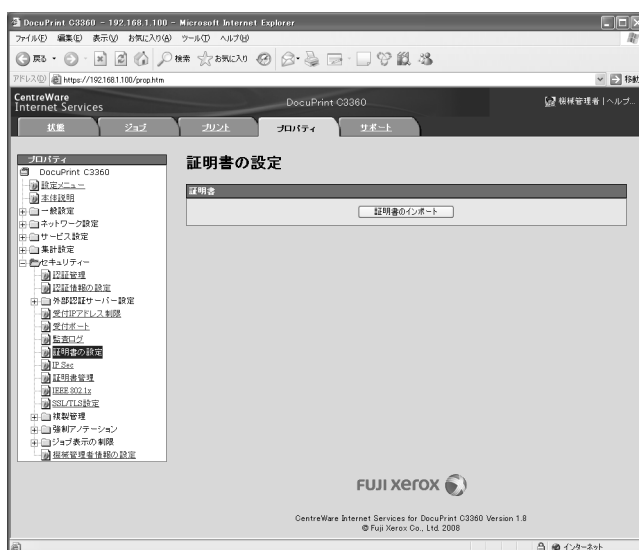 DocuPrint C3360 - 192.168.1.100 - Microsoft Internet Explorer
ファイル(F) 編集(E) 表示(V) お気に入り(A) ツール(T) ヘルプ(H)
戻る 検索 お気に入り
アドレス(D) https://192.168.1.100/prop.htm 移動
CentreWare
Internet Services
DocuPrint C3360
機械管理者 | ヘルプ...
状態 ジョブ プリント プロパティ サポート
プロパティ
DocuPrint C3360
設定メニュー
本体説明
一般設定
ネットワーク設定
サービス設定
集計設定
セキュリティー
認証管理
認証情報の設定
外部認証サーバー設定
受付IPアドレス制限
受付ポート
監査ログ
証明書の設定
IP Sec
証明書管理
IEEE 802.1x
SSL/TLS設定
複製管理
強制アノテーション
ジョブ表示の制限
機械管理者情報の設定
証明書の設定
証明書
証明書のインポート
FUJI XEROX
CentreWare Internet Services for DocuPrint C3360 Version 1.8
© Fuji Xerox Co., Ltd. 2008
インターネット